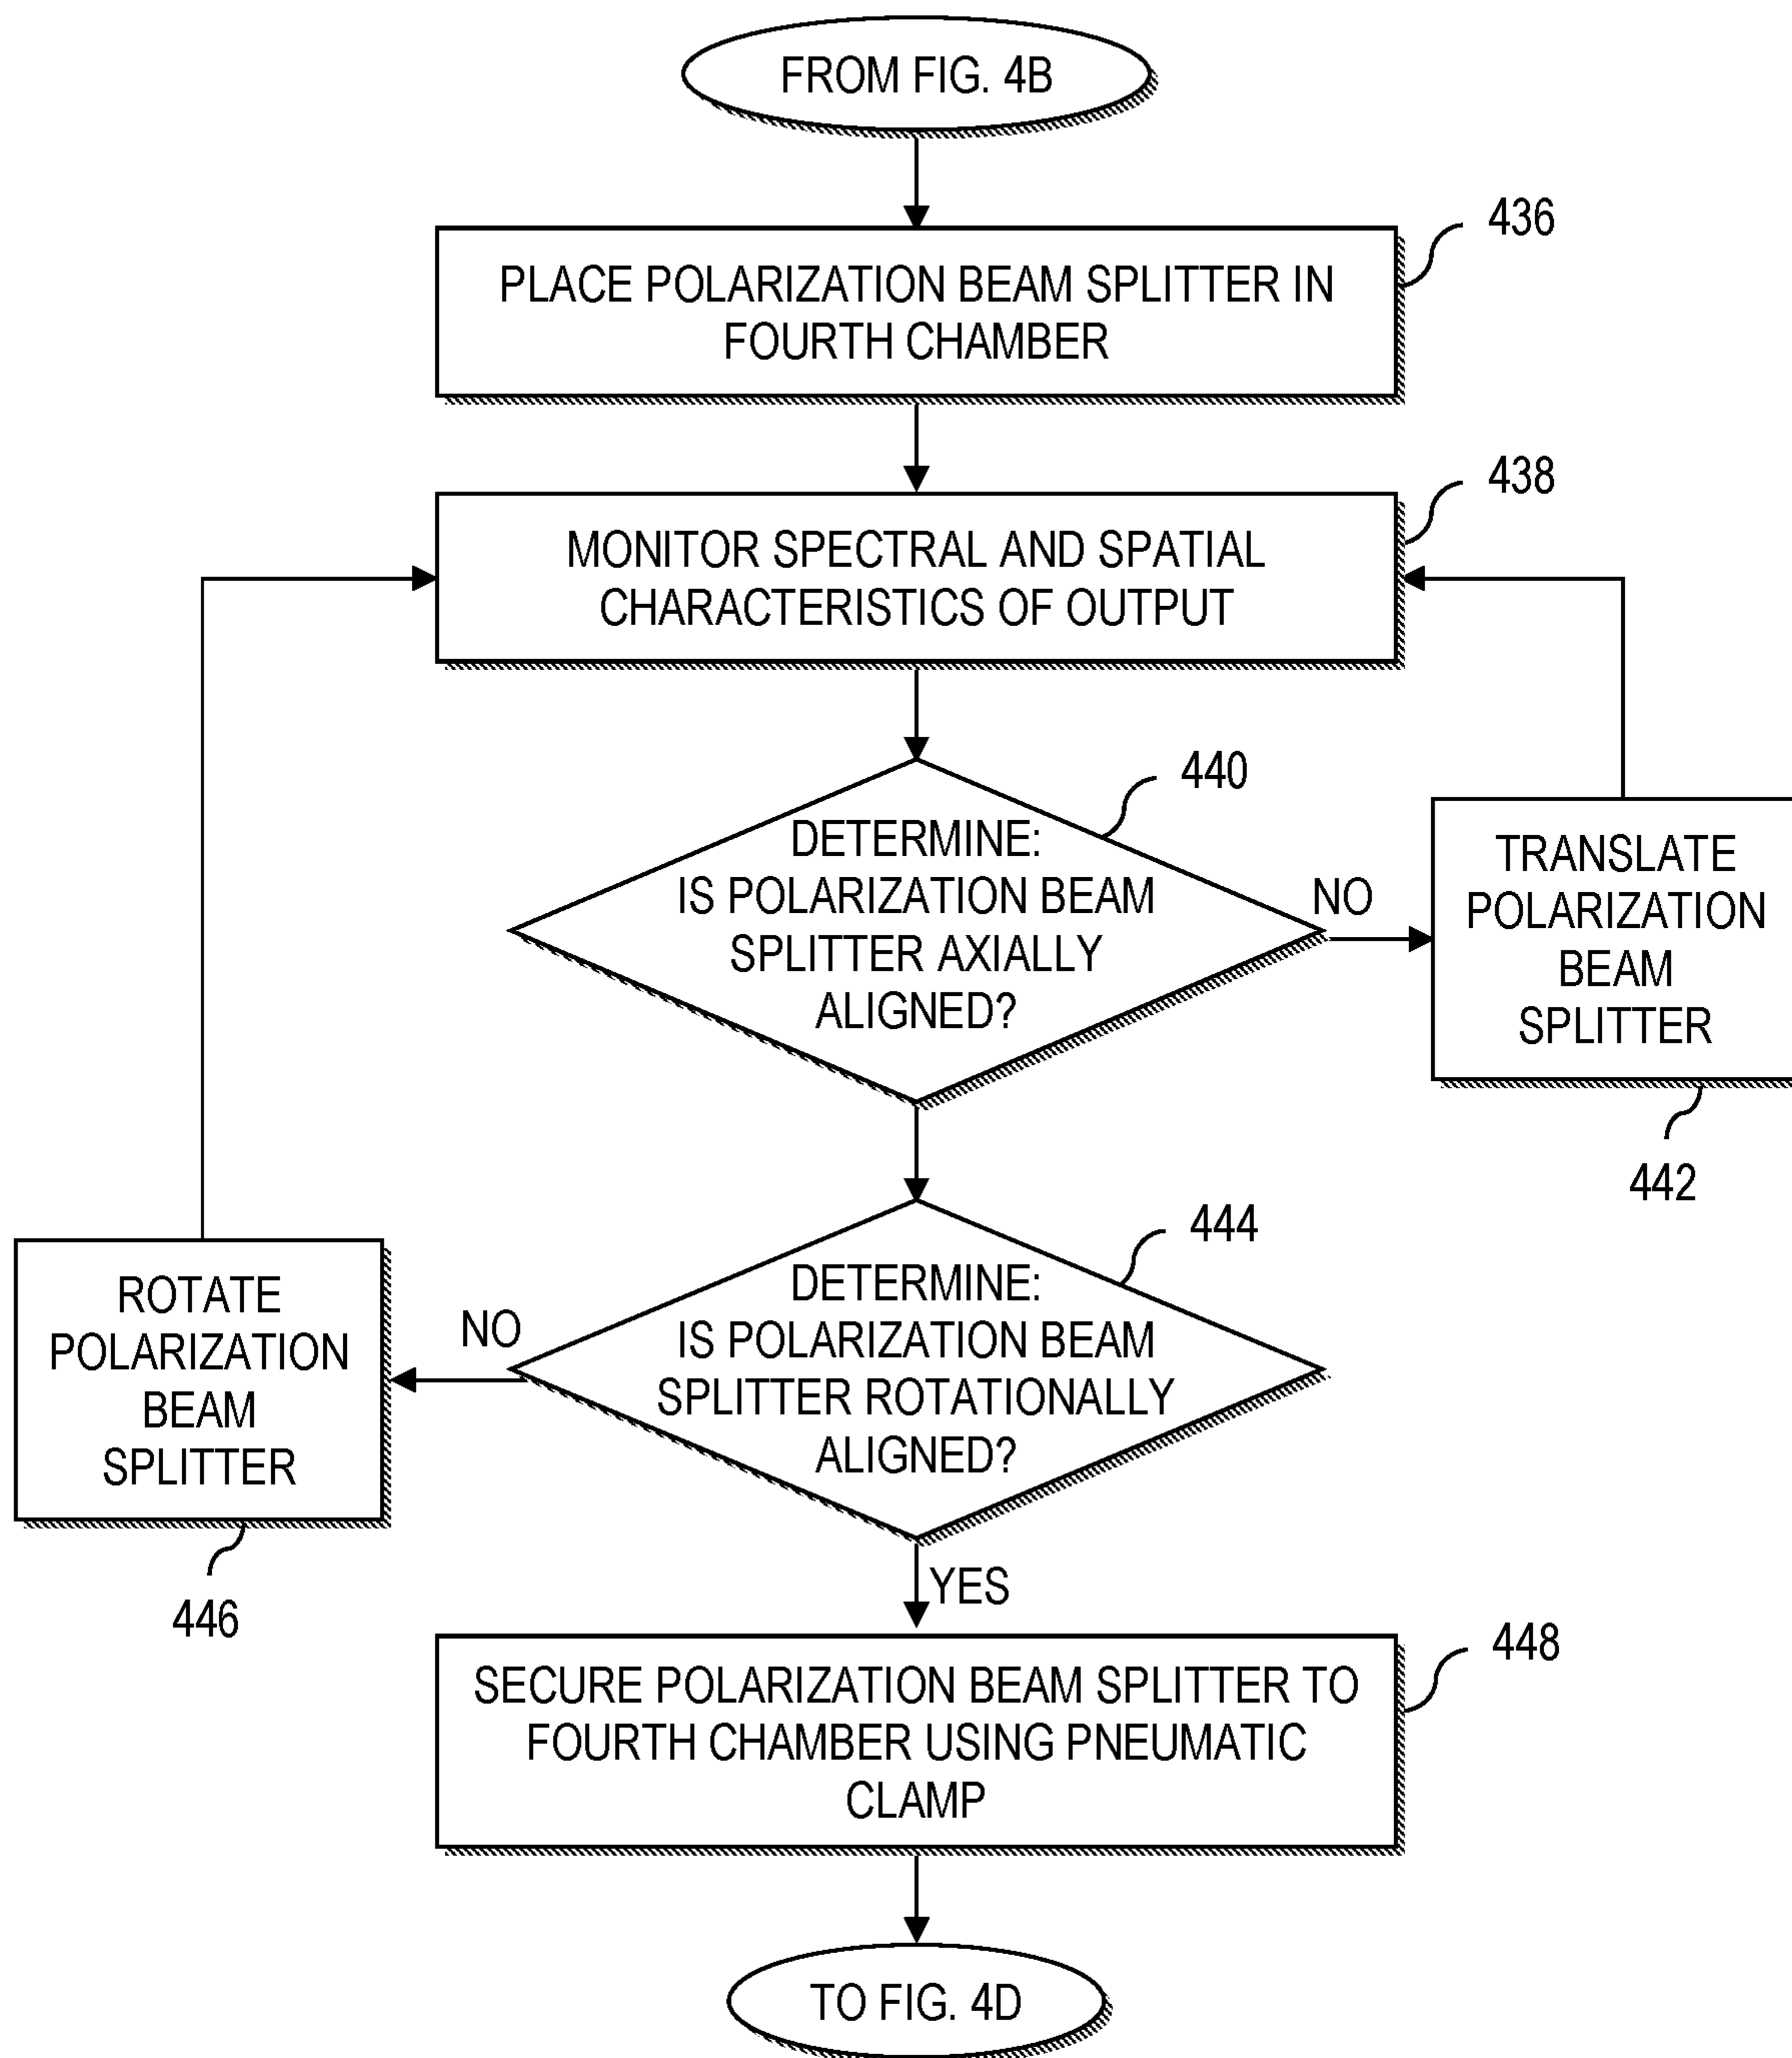 FROM FIG. 4B
436
PLACE POLARIZATION BEAM SPLITTER IN
FOURTH CHAMBER
438
MONITOR SPECTRAL AND SPATIAL
CHARACTERISTICS OF OUTPUT
440
DETERMINE:
IS POLARIZATION BEAM
SPLITTER AXIALLY
ALIGNED?
NO
TRANSLATE
POLARIZATION
BEAM
SPLITTER
442
444
DETERMINE:
IS POLARIZATION BEAM
SPLITTER ROTATIONALLY
ALIGNED?
NO
ROTATE
POLARIZATION
BEAM
SPLITTER
446
YES
448
SECURE POLARIZATION BEAM SPLITTER TO
FOURTH CHAMBER USING PNEUMATIC
CLAMP
TO FIG. 4D